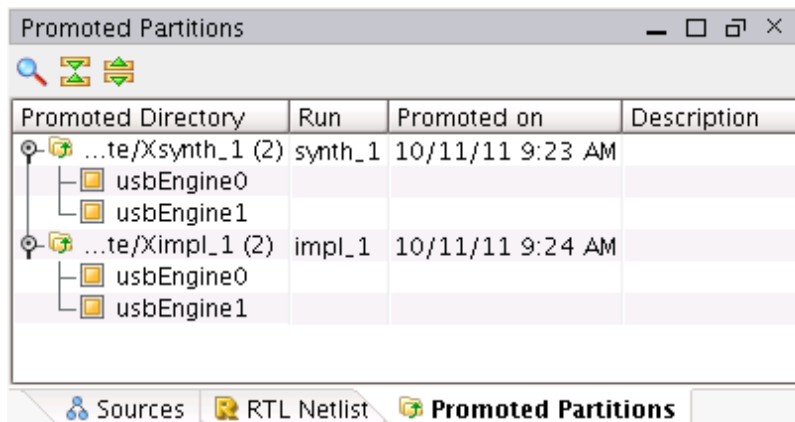 Promoted Partitions
Promoted Directory Run Promoted on Description
...te/Xsynth_1 (2) synth_1 10/11/11 9:23 AM
usbEngine0
usbEngine1
...te/Ximpl_1 (2) impl_1 10/11/11 9:24 AM
usbEngine0
usbEngine1
Sources RTL Netlist Promoted Partitions